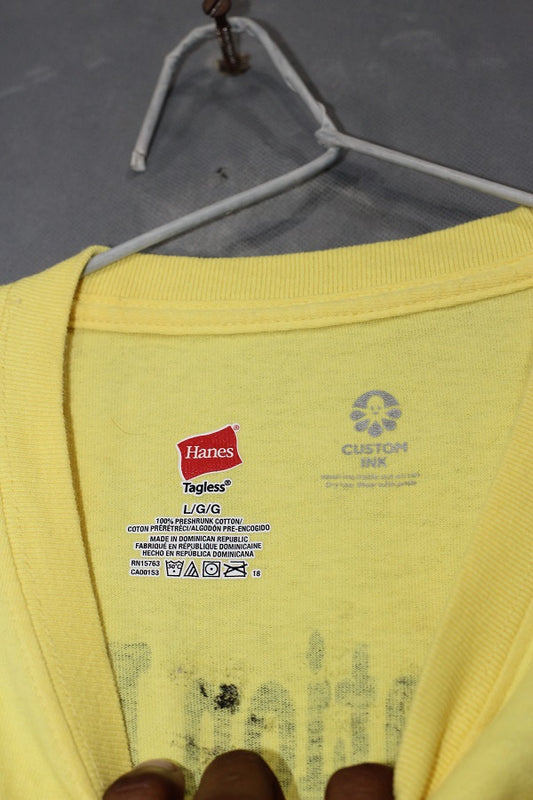 Hanes®
Tagless®
L/G/G
100% PRESHRUNK COTTON/
COTON PRÉRÉTRÉCI/ALGODÓN PRE-ENCOGIDO
MADE IN DOMINICAN REPUBLIC
FABRIQUÉ EN RÉPUBLIQUE DOMINICAINE
HECHO EN REPÚBLICA DOMINICANA
RN15763
CA00153
18
CUSTOM
INK